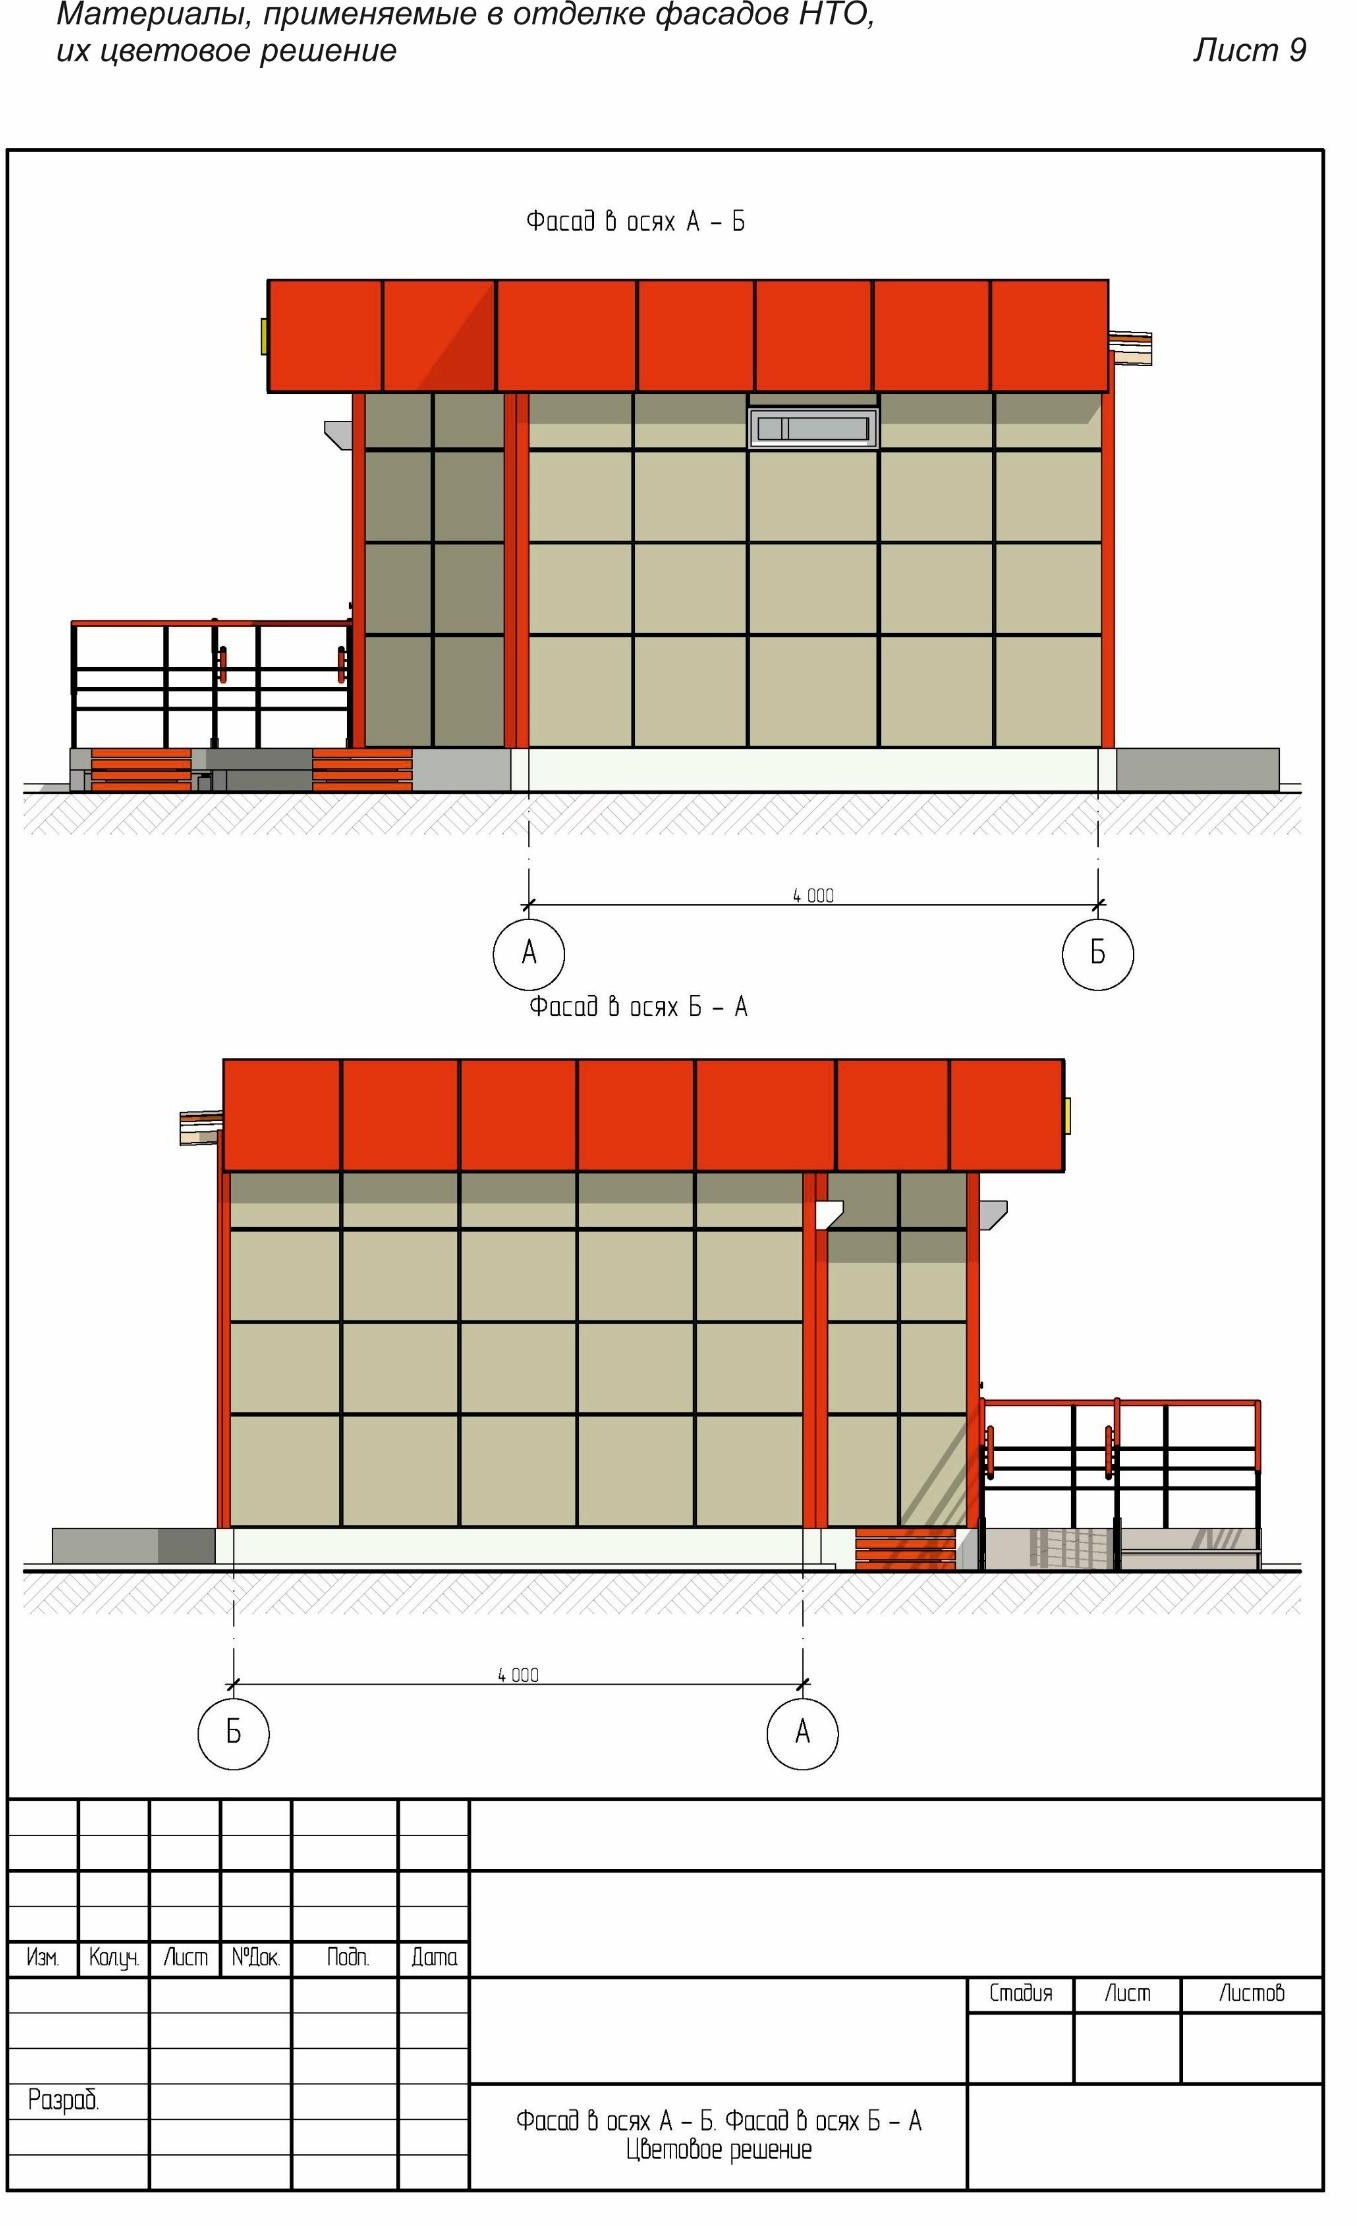 Материалы, применяемые в отделке фасадов НТО,
их цветовое решение
Лист 9
Фасад в осях А – Б
4 000
А
Б
Фасад в осях Б – А
4 000
Б
А
Изм. Кол.уч. Лист №Док. Подп. Дата
Стадия Лист Листов
Разраб.
Фасад в осях А – Б. Фасад в осях Б – А
Цветовое решение